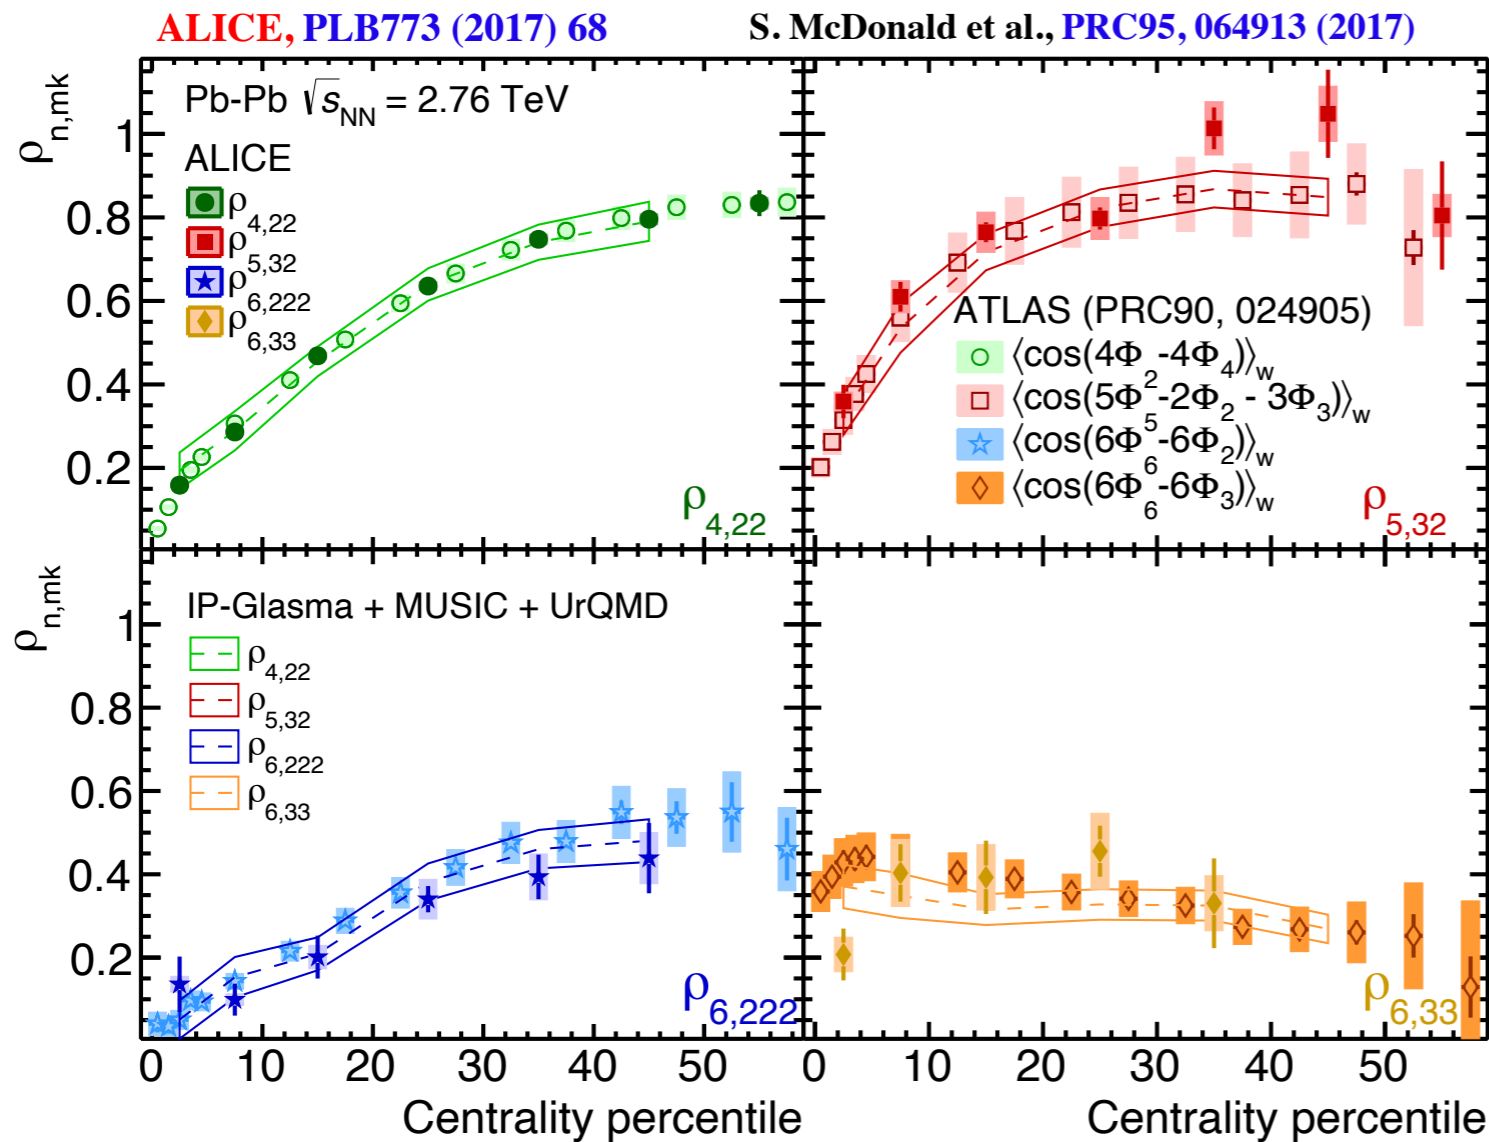 ALICE, PLB773 (2017) 68
S. McDonald et al., PRC95, 064913 (2017)
Pb-Pb √sNN = 2.76 TeV
ρn,mk
1
0.8
0.6
0.4
0.2
ALICE
ρ4,22
ρ5,32
ρ6,222
ρ6,33
ρ4,22
ATLAS (PRC90, 024905)
⟨cos(4Φ2-4Φ4)⟩w
⟨cos(5Φ5-2Φ2 - 3Φ3)⟩w
⟨cos(6Φ6-6Φ2)⟩w
⟨cos(6Φ6-6Φ3)⟩w
ρ5,32
ρn,mk
1
0.8
0.6
0.4
0.2
IP-Glasma + MUSIC + UrQMD
ρ4,22
ρ5,32
ρ6,222
ρ6,33
ρ6,222
ρ6,33
0 10 20 30 40 50
Centrality percentile
0 10 20 30 40 50
Centrality percentile